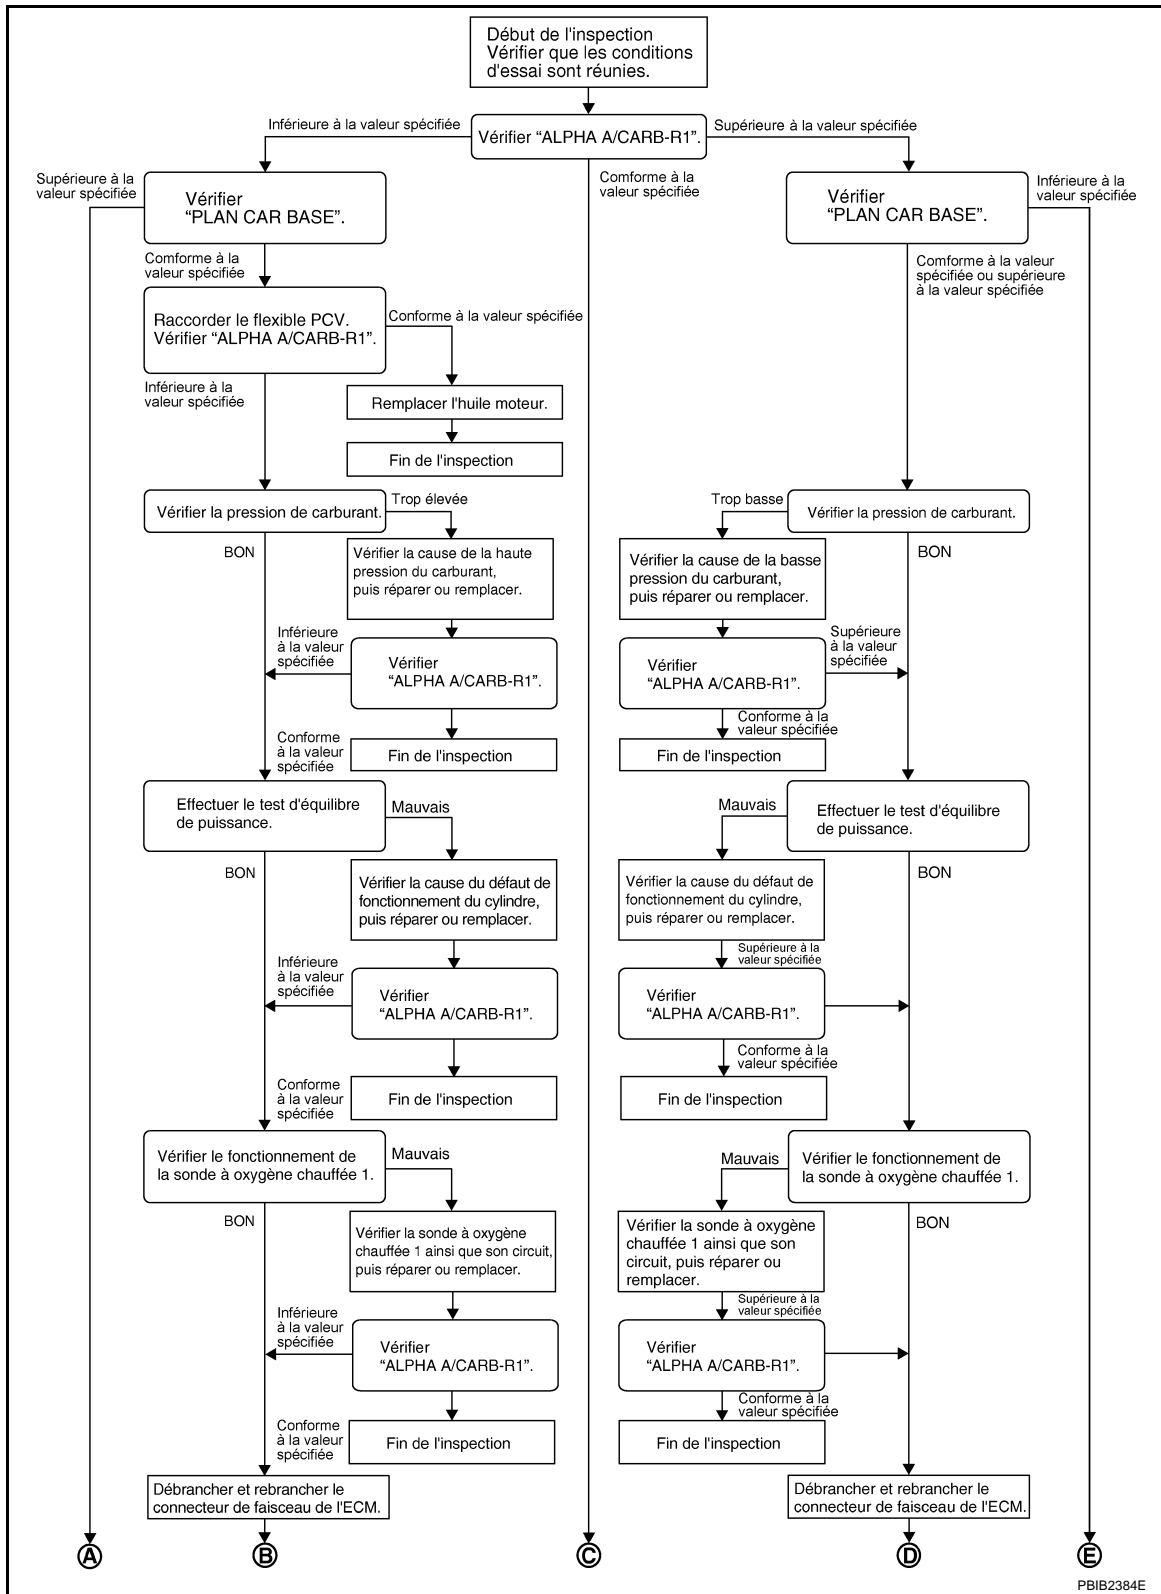 Début de l'inspection
Vérifier que les conditions
d'essai sont réunies.
Inférieure à la valeur spécifiée
Vérifier “ALPHA A/CARB-R1”.
Supérieure à la valeur spécifiée
Supérieure à la
valeur spécifiée
Vérifier
“PLAN CAR BASE”.
Comforme à la
valeur spécifiée
Vérifier
“PLAN CAR BASE”.
Inférieure à la
valeur spécifiée
Comforme à la
valeur spécifiée
Comforme à la valeur
spécifiée ou supérieure
à la valeur spécifiée
Raccorder le flexible PCV.
Vérifier “ALPHA A/CARB-R1”.
Conforme à la valeur spécifiée
Inférieure à la
valeur spécifiée
Remplacer l'huile moteur.
Fin de l'inspection
Vérifier la pression de carburant.
Trop élevée
Trop basse
Vérifier la pression de carburant.
BON
Vérifier la cause de la haute
pression du carburant,
puis réparer ou remplacer.
Vérifier la cause de la basse
pression du carburant,
puis réparer ou remplacer.
BON
Inférieure
à la valeur
spécifiée
Vérifier
“ALPHA A/CARB-R1”.
Vérifier
“ALPHA A/CARB-R1”.
Supérieure
à la valeur
spécifiée
Conforme
à la valeur
spécifiée
Fin de l'inspection
Conforme à la
valeur spécifiée
Fin de l'inspection
Effectuer le test d'équilibre
de puissance.
Mauvais
Mauvais
Effectuer le test d'équilibre
de puissance.
BON
Vérifier la cause du défaut de
fonctionnement du cylindre,
puis réparer ou remplacer.
Vérifier la cause du défaut de
fonctionnement du cylindre,
puis réparer ou remplacer.
BON
Inférieure
à la valeur
spécifiée
Vérifier
“ALPHA A/CARB-R1”.
Supérieure à la
valeur spécifiée
Vérifier
“ALPHA A/CARB-R1”.
Conforme
à la valeur
spécifiée
Fin de l'inspection
Conforme à la
valeur spécifiée
Fin de l'inspection
Vérifier le fonctionnement de
la sonde à oxygène chauffée 1.
Mauvais
Mauvais
Vérifier le fonctionnement de
la sonde à oxygène chauffée 1.
BON
Vérifier la sonde à oxygène
chauffée 1 ainsi que son circuit,
puis réparer ou remplacer.
Vérifier la sonde à oxygène
chauffée 1 ainsi que son
circuit, puis réparer ou
remplacer.
BON
Inférieure
à la valeur
spécifiée
Vérifier
“ALPHA A/CARB-R1”.
Supérieure à la
valeur spécifiée
Vérifier
“ALPHA A/CARB-R1”.
Conforme
à la valeur
spécifiée
Fin de l'inspection
Conforme à la
valeur spécifiée
Fin de l'inspection
Débrancher et rebrancher le
connecteur de faisceau de l'ECM.
Débrancher et rebrancher le
connecteur de faisceau de l'ECM.
A
B
C
D
E
PBIB2384E